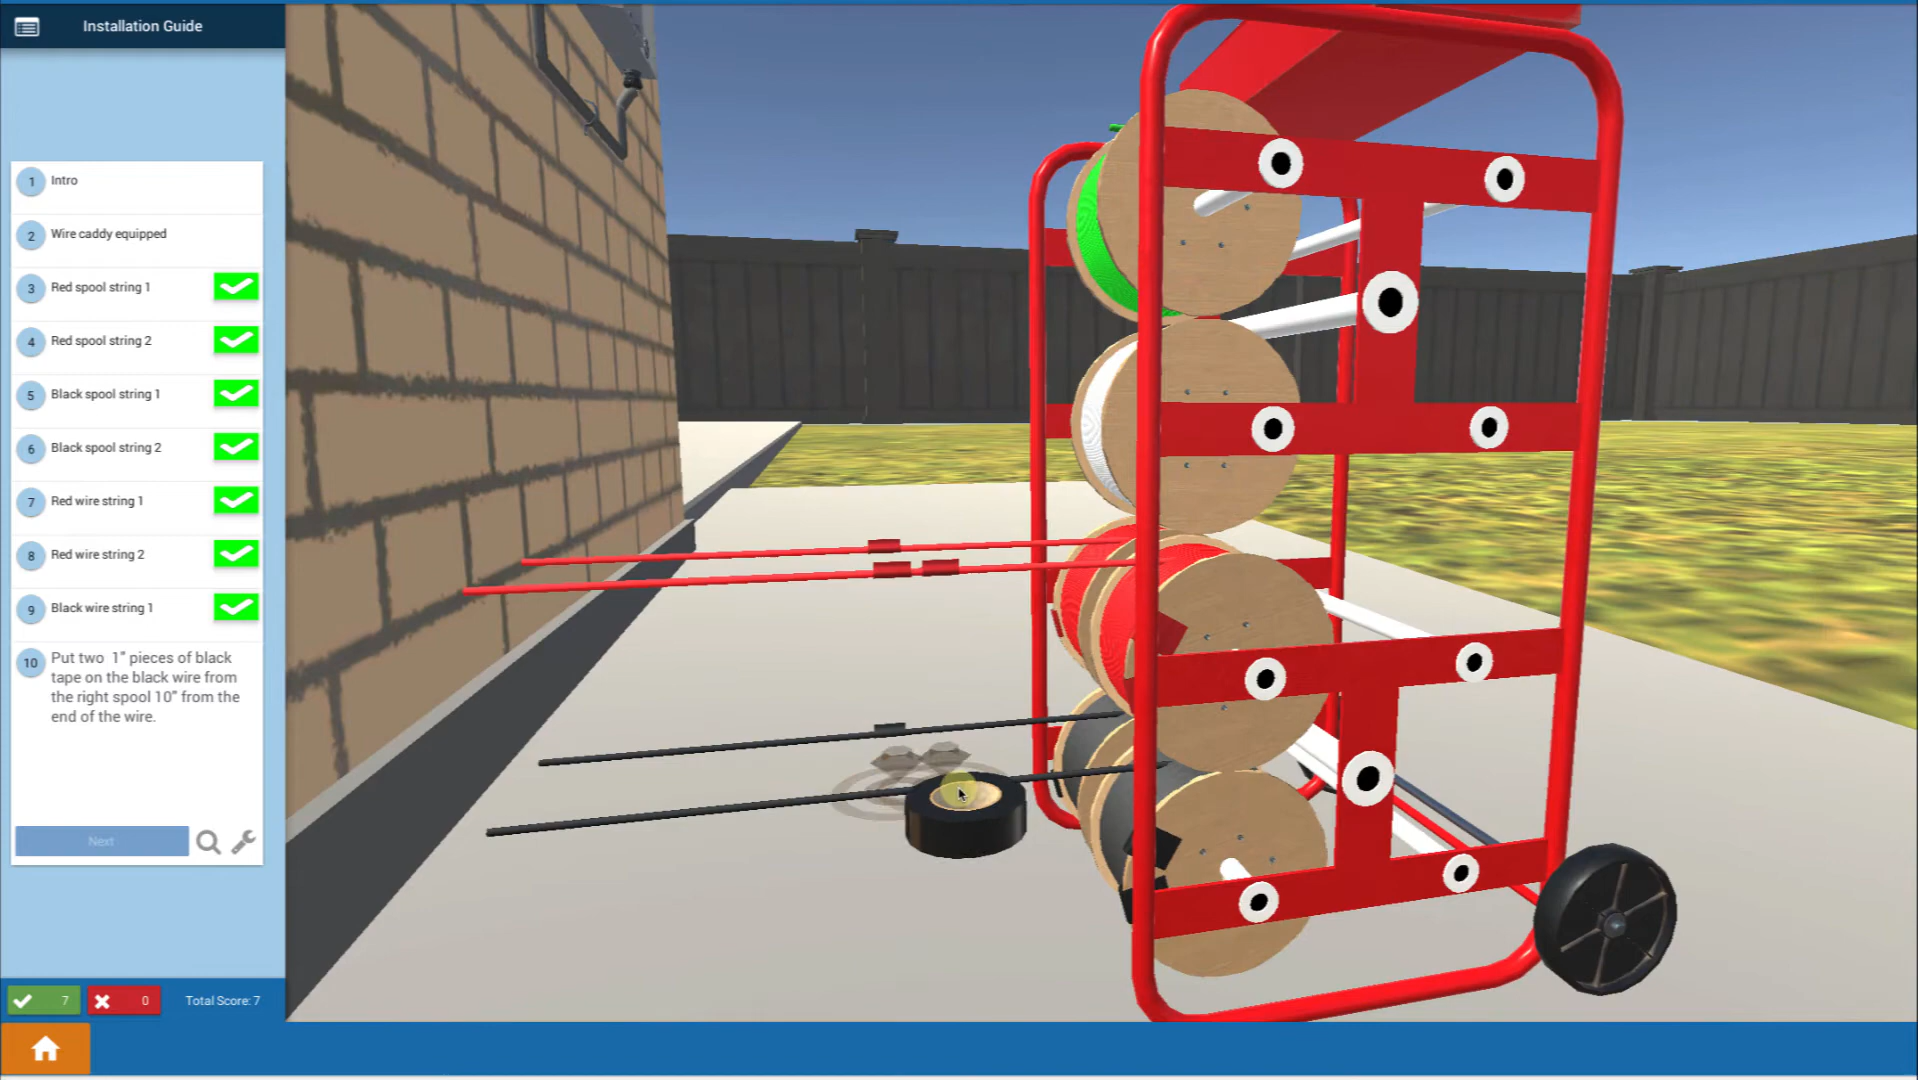 Installation Guide
1 Intro
2 Wire caddy equipped
3 Red spool string 1
4 Red spool string 2
5 Black spool string 1
6 Black spool string 2
7 Red wire string 1
8 Red wire string 2
9 Black wire string 1
10 Put two 1" pieces of black
tape on the black wire from
the right spool 10" from the
end of the wire.
Next
7 0 Total Score: 7